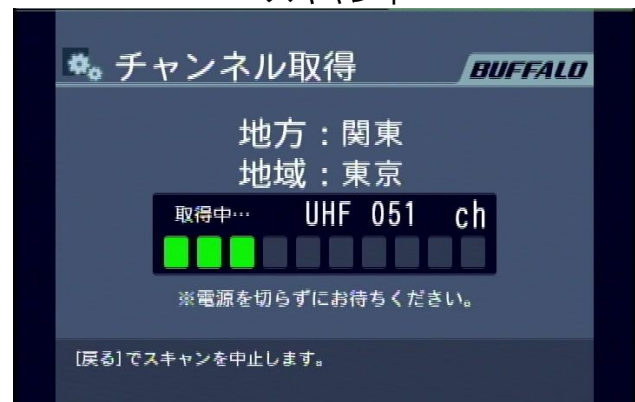 チャンネル取得
BUFFALO
地方：関東
地域：東京
取得中… UHF 051 ch
※電源を切らずにお待ちください。
[戻る]でスキャンを中止します。